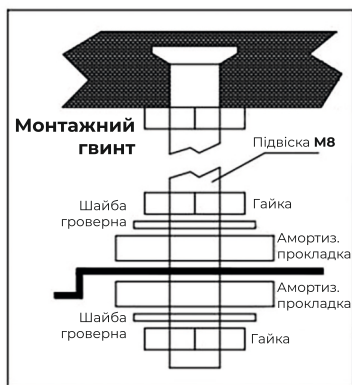 Монтажний
гвинт
Підвіска М8
Шайба
гроверна
Гайка
Амортиз.
прокладка
Амортиз.
прокладка
Шайба
гроверна
Гайка